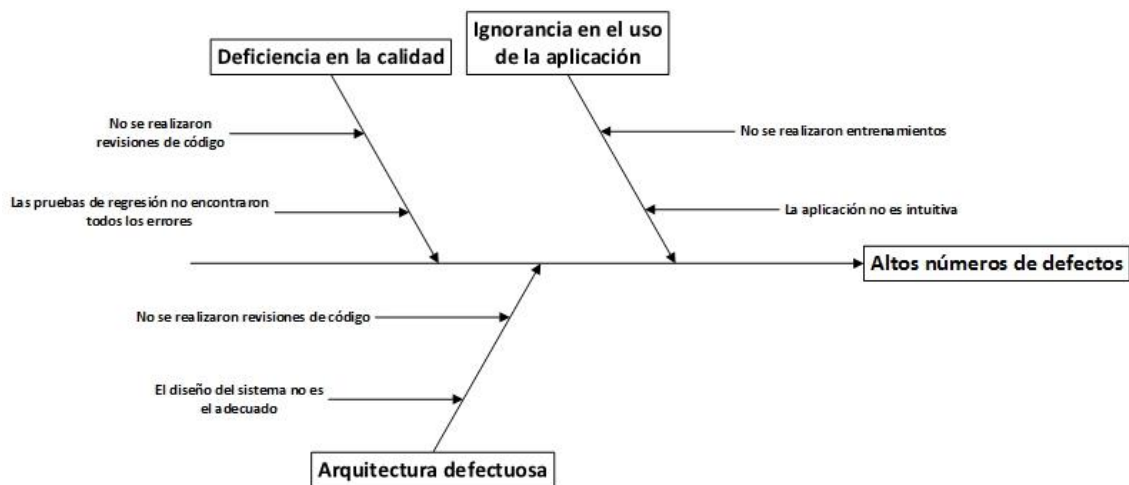 Deficiencia en la calidad
Ignorancia en el uso
de la aplicación
No se realizaron
revisiones de código
No se realizaron entrenamientos
Las pruebas de regresión no encontraron
todos los errores
La aplicación no es intuitiva
Altos números de defectos
No se realizaron revisiones de código
El diseño del sistema no es
el adecuado
Arquitectura defectuosa